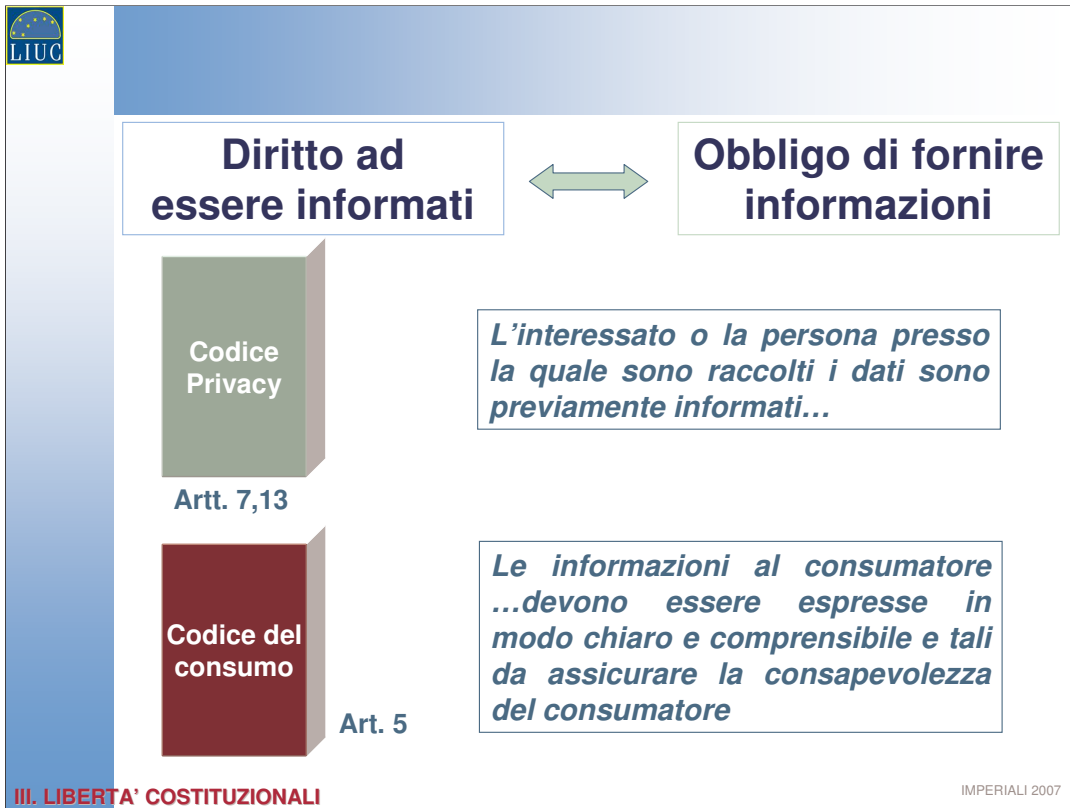 LIUC
Diritto ad
essere informati
Obbligo di fornire
informazioni
Codice
Privacy
L'interessato o la persona presso
la quale sono raccolti i dati sono
previamente informati…
Artt. 7,13
Codice del
consumo
Le informazioni al consumatore
…devono essere espresse in
modo chiaro e comprensibile e tali
da assicurare la consapevolezza
del consumatore
Art. 5
III. LIBERTA' COSTITUZIONALI
IMPERIALI 2007